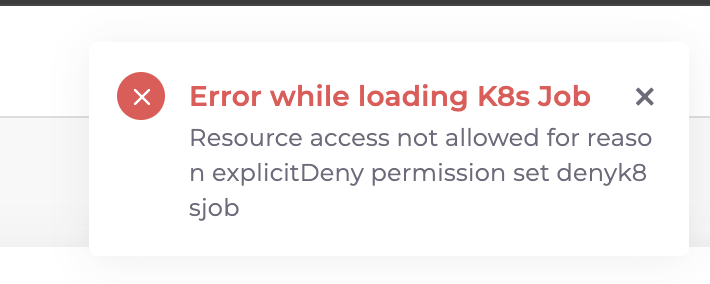 Error while loading K8s Job
Resource access not allowed for reaso
n explicitDeny permission set denyk8
sjob